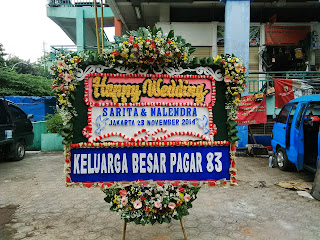 Happy Wedding
SARITA & NALENDRA
JAKARTA 23 NOVEMBER 2014
KELUARGA BESAR PAGAR 83